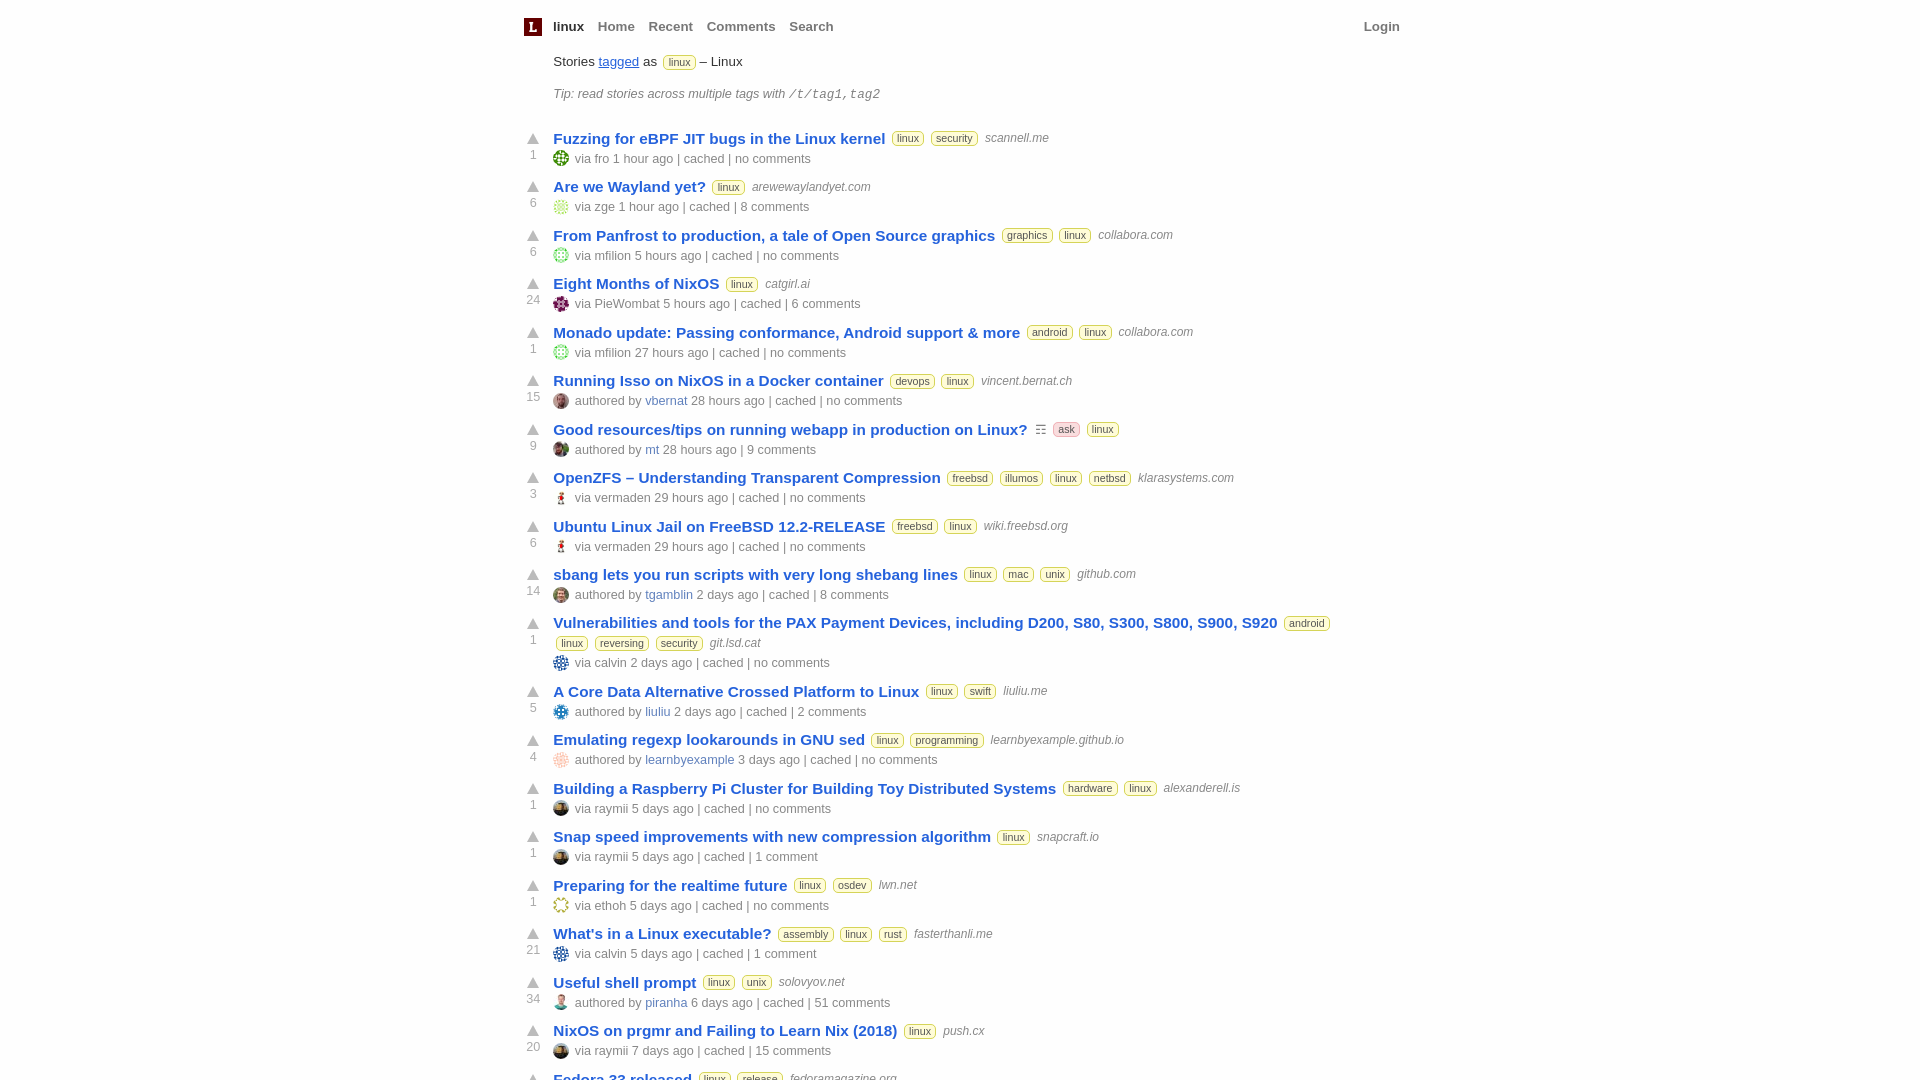 L linux Home Recent Comments Search Login
Stories tagged as linux – Linux
Tip: read stories across multiple tags with /t/tag1,tag2
Fuzzing for eBPF JIT bugs in the Linux kernel linux security scannell.me
1 via fro 1 hour ago | cached | no comments
Are we Wayland yet? linux arewewaylandyet.com
6 via zge 1 hour ago | cached | 8 comments
From Panfrost to production, a tale of Open Source graphics graphics linux collabora.com
6 via mfilion 5 hours ago | cached | no comments
Eight Months of NixOS linux catgirl.ai
24 via PieWombat 5 hours ago | cached | 6 comments
Monado update: Passing conformance, Android support & more android linux collabora.com
1 via mfilion 27 hours ago | cached | no comments
Running Isso on NixOS in a Docker container devops linux vincent.bernat.ch
15 authored by vbernat 28 hours ago | cached | no comments
Good resources/tips on running webapp in production on Linux? ☶ ask linux
9 authored by mt 28 hours ago | 9 comments
OpenZFS – Understanding Transparent Compression freebsd illumos linux netbsd klarasystems.com
3 via vermaden 29 hours ago | cached | no comments
Ubuntu Linux Jail on FreeBSD 12.2-RELEASE freebsd linux wiki.freebsd.org
6 via vermaden 29 hours ago | cached | no comments
sbang lets you run scripts with very long shebang lines linux mac unix github.com
14 authored by tgamblin 2 days ago | cached | 8 comments
Vulnerabilities and tools for the PAX Payment Devices, including D200, S80, S300, S800, S900, S920 android
1 linux reversing security git.lsd.cat
via calvin 2 days ago | cached | no comments
A Core Data Alternative Crossed Platform to Linux linux swift liuliu.me
5 authored by liuliu 2 days ago | cached | 2 comments
Emulating regexp lookarounds in GNU sed linux programming learnbyexample.github.io
4 authored by learnbyexample 3 days ago | cached | no comments
Building a Raspberry Pi Cluster for Building Toy Distributed Systems hardware linux alexanderell.is
1 via raymii 5 days ago | cached | no comments
Snap speed improvements with new compression algorithm linux snapcraft.io
1 via raymii 5 days ago | cached | 1 comment
Preparing for the realtime future linux osdev lwn.net
1 via ethoh 5 days ago | cached | no comments
What's in a Linux executable? assembly linux rust fasterthanli.me
21 via calvin 5 days ago | cached | 1 comment
Useful shell prompt linux unix solovyov.net
34 authored by piranha 6 days ago | cached | 51 comments
NixOS on prgmr and Failing to Learn Nix (2018) linux push.cx
20 via raymii 7 days ago | cached | 15 comments
Fedora 33 released linux release fedoramagazine.org